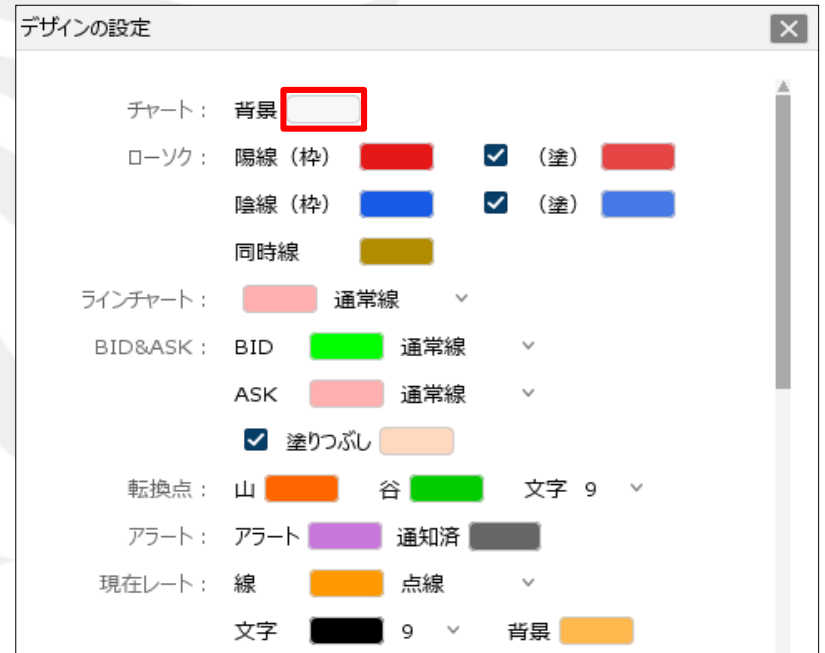 デザインの設定
チャート： 背景
ローソク： 陽線（枠） （塗）
陰線（枠） （塗）
同時線
ラインチャート： 通常線
BID&ASK： BID 通常線
ASK 通常線
塗りつぶし
転換点： 山 谷 文字 9
アラート： アラート 通知済
現在レート： 線 点線
文字 9 背景